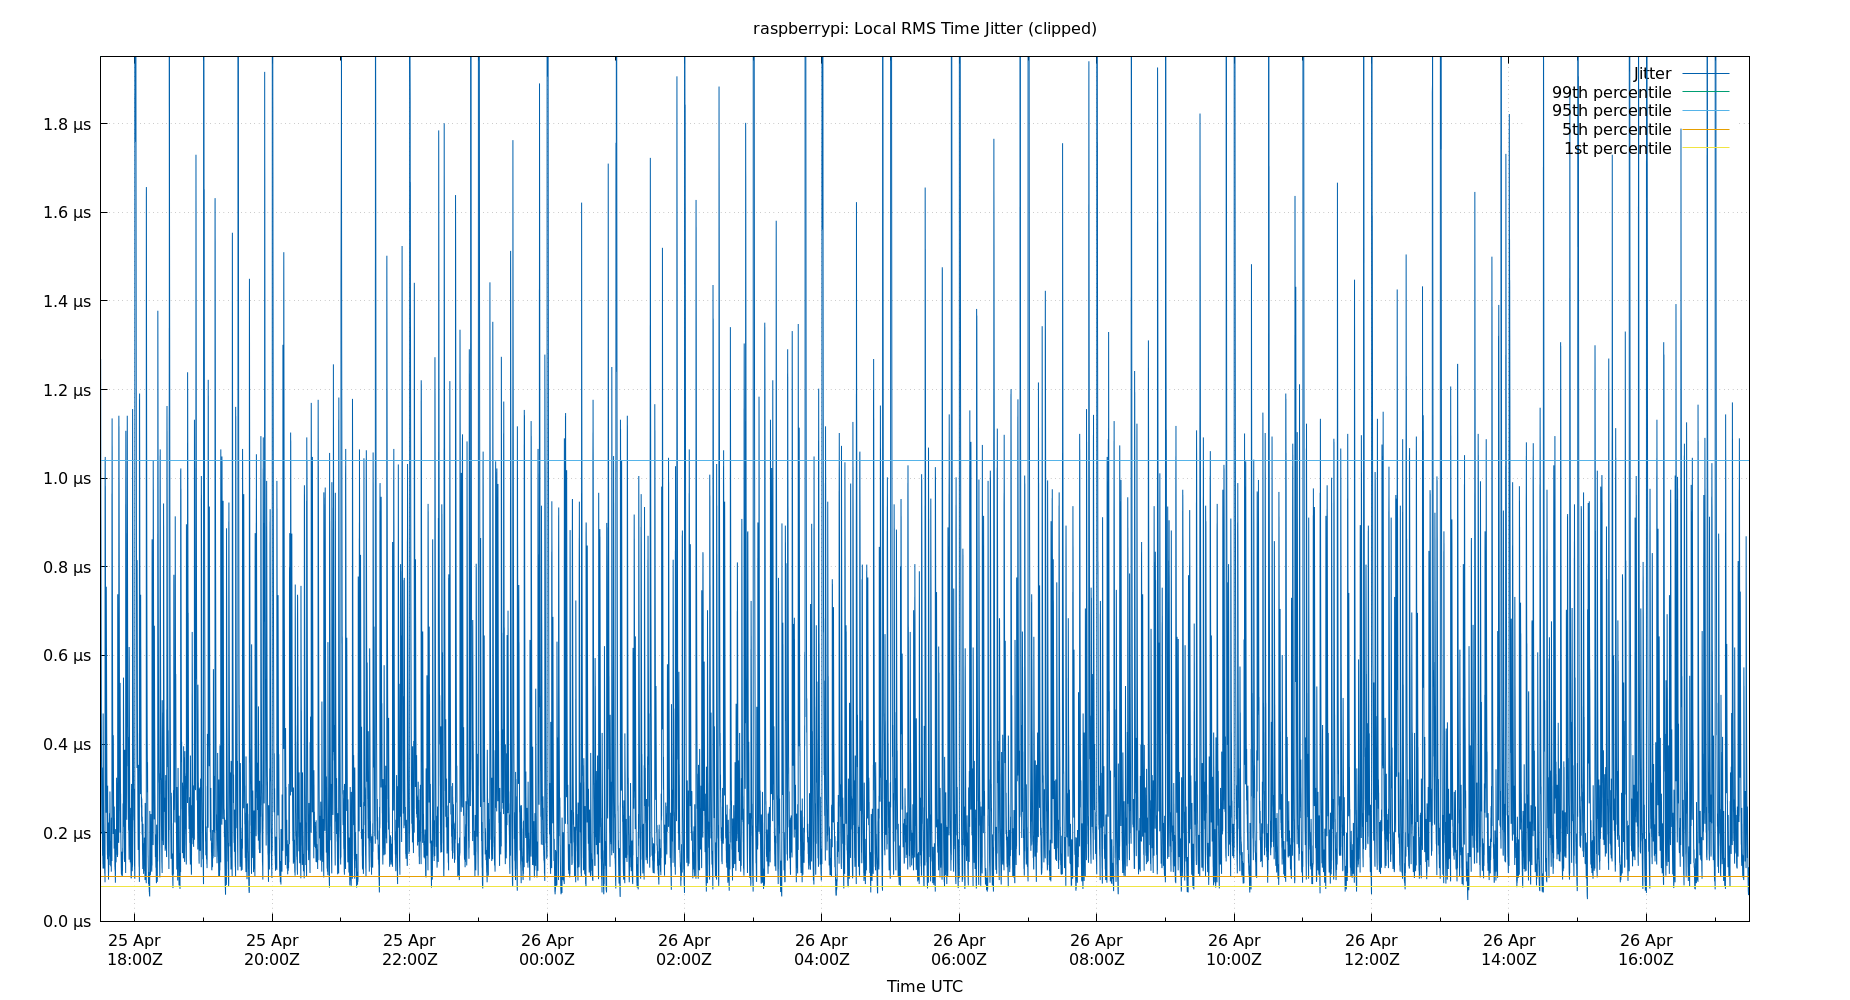 raspberrypi: Local RMS Time Jitter (clipped)
Jitter
99th percentile
95th percentile
5th percentile
1st percentile
1.8 µs
1.6 µs
1.4 µs
1.2 µs
1.0 µs
0.8 µs
0.6 µs
0.4 µs
0.2 µs
0.0 µs
25 Apr 25 Apr 25 Apr 26 Apr 26 Apr 26 Apr 26 Apr 26 Apr 26 Apr 26 Apr 26 Apr 26 Apr
18:00Z 20:00Z 22:00Z 00:00Z 02:00Z 04:00Z 06:00Z 08:00Z 10:00Z 12:00Z 14:00Z 16:00Z
Time UTC